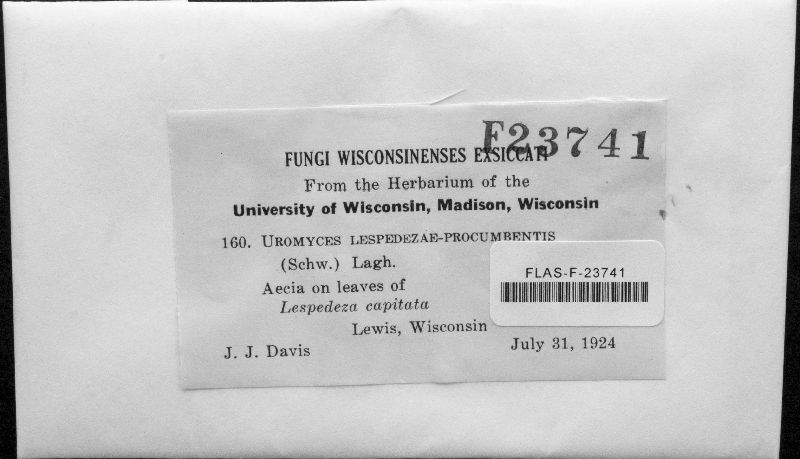 F23741
FUNGI WISCONSINENSES EXSICCATI
From the Herbarium of the
University of Wisconsin, Madison, Wisconsin
160. UROMYCES LESPEDEZAE-PROCUMBENTIS
(Schw.) Lagh.
FLAS-F-23741
Aecia on leaves of
Lespedeza capitata
Lewis, Wisconsin
J. J. Davis
July 31, 1924